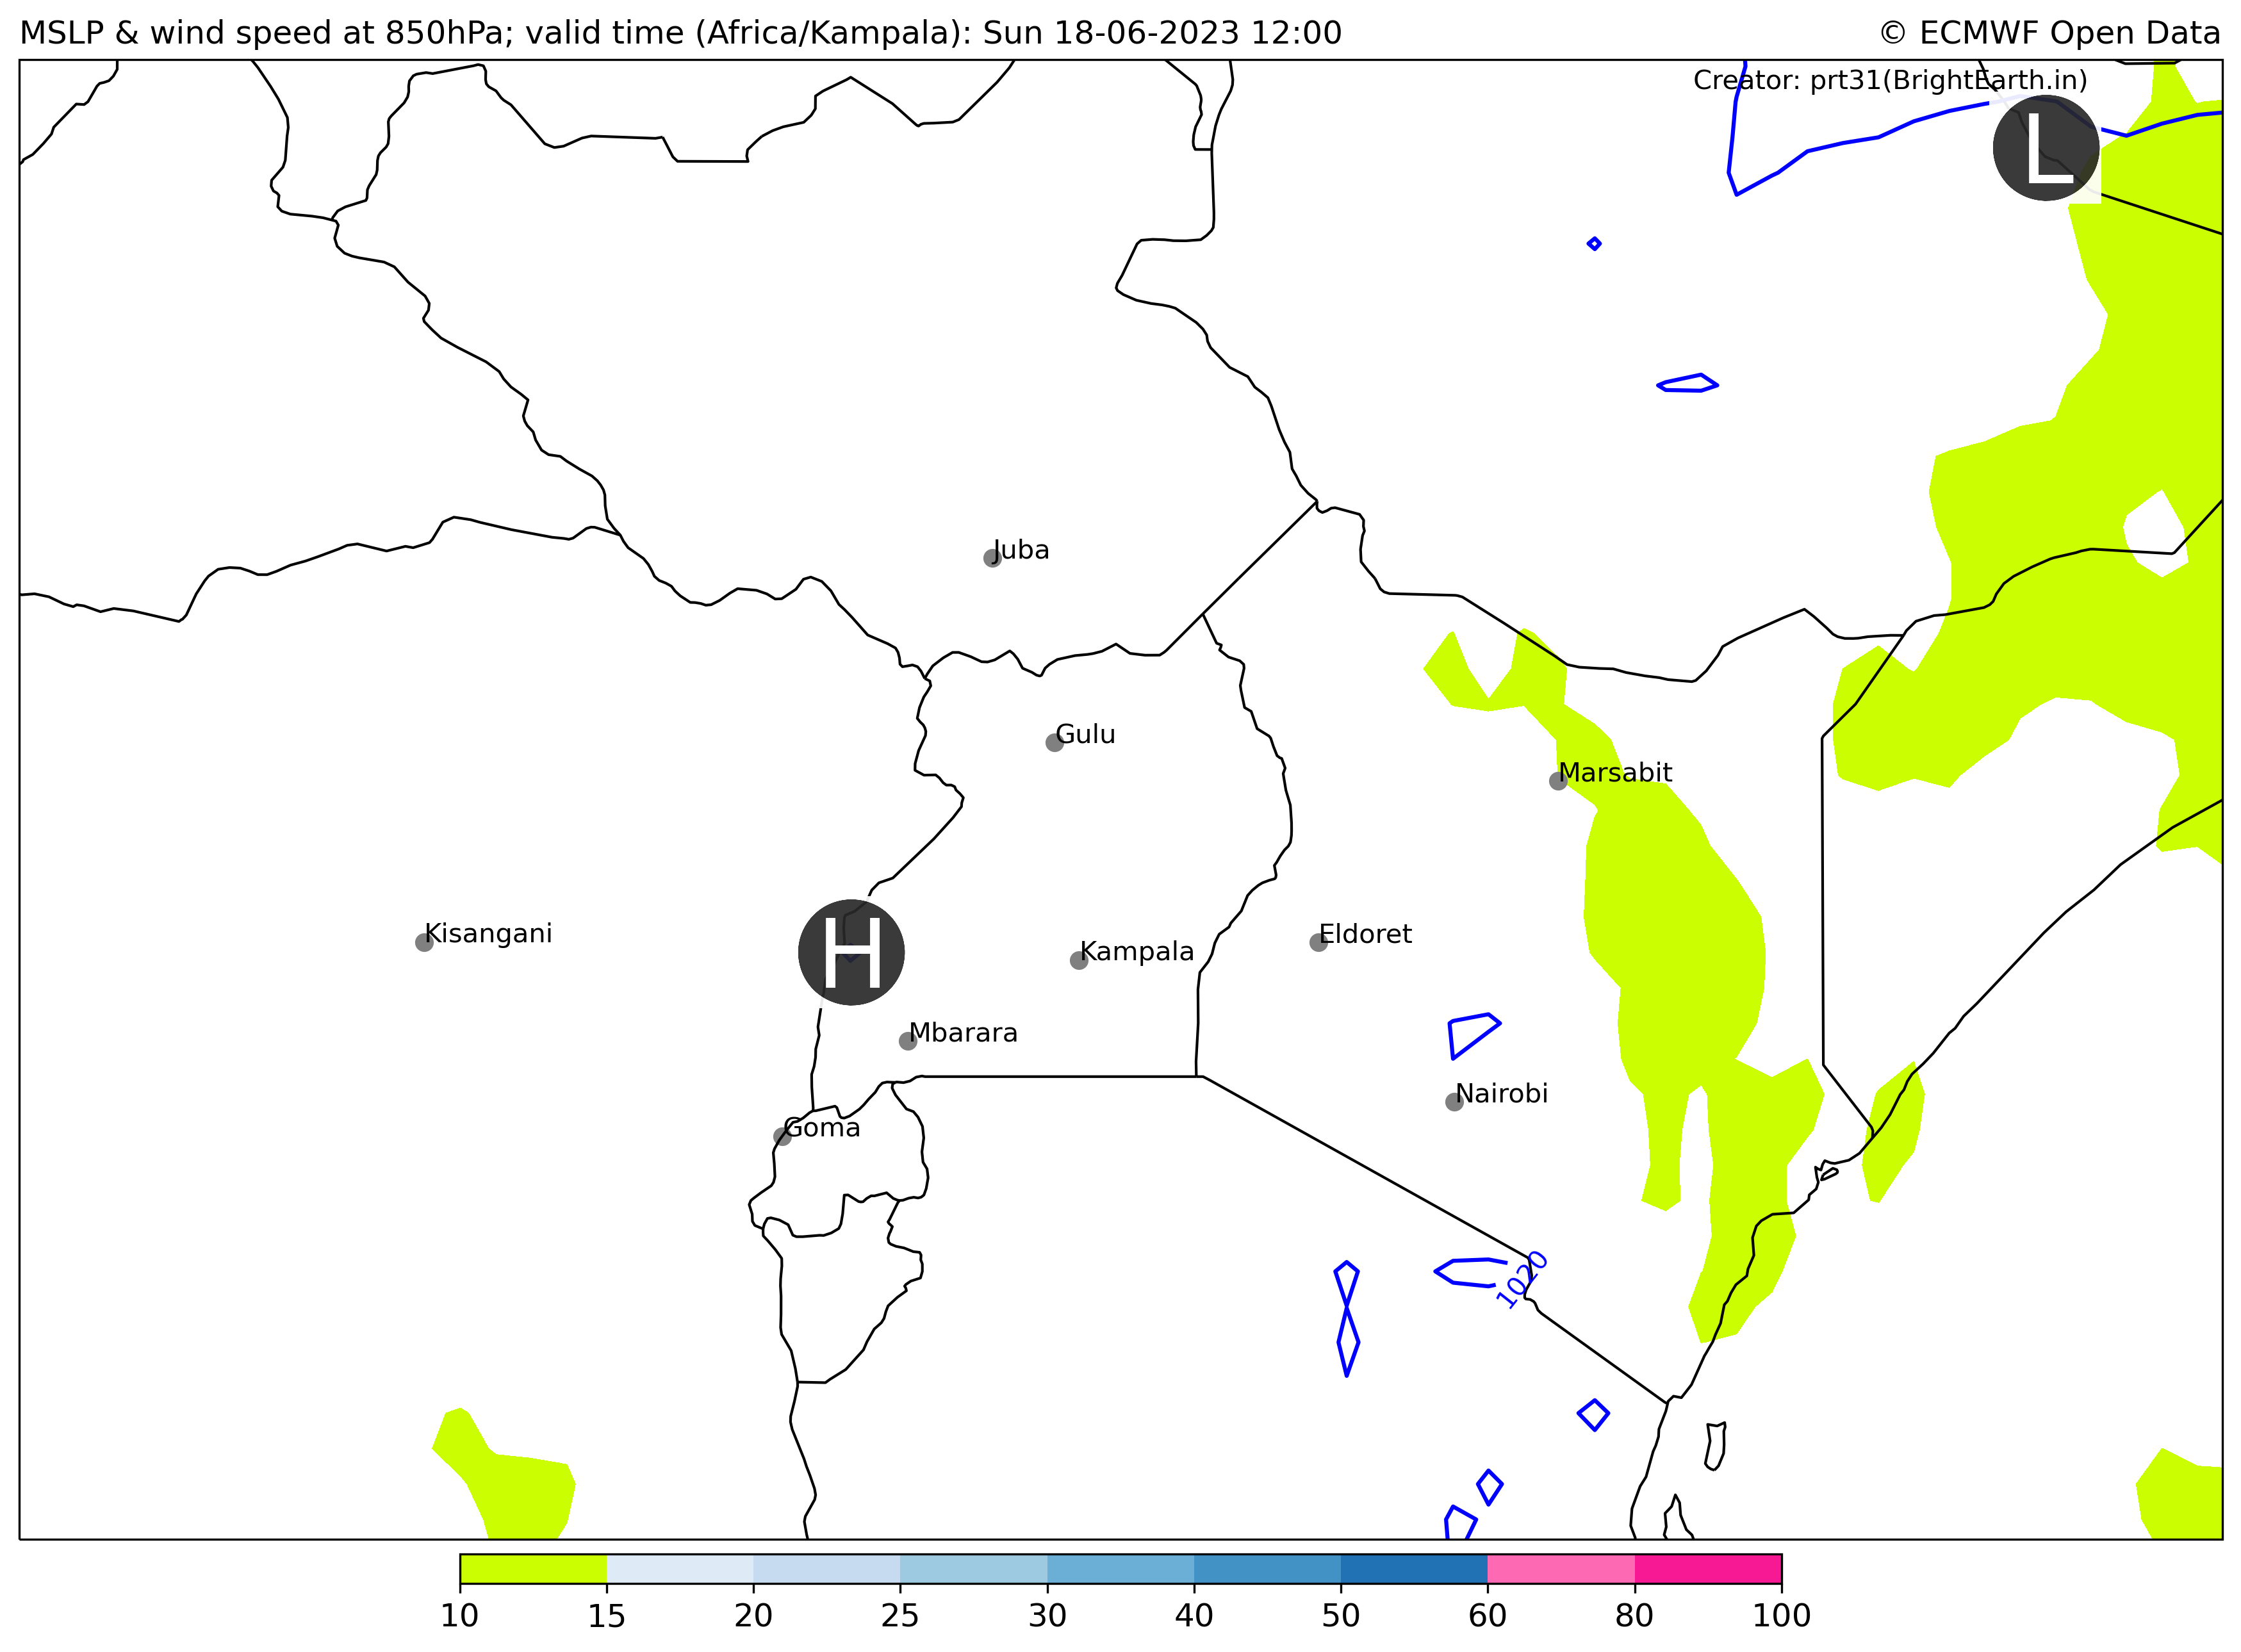 MSLP & wind speed at 850hPa; valid time (Africa/Kampala): Sun 18-06-2023 12:00
© ECMWF Open Data
Creator: prt31(BrightEarth.in)
L
Juba
Gulu
Marsabit
Kisangani
H
Kampala
Eldoret
Mbarara
Nairobi
Goma
1020
10 15 20 25 30 40 50 60 80 100